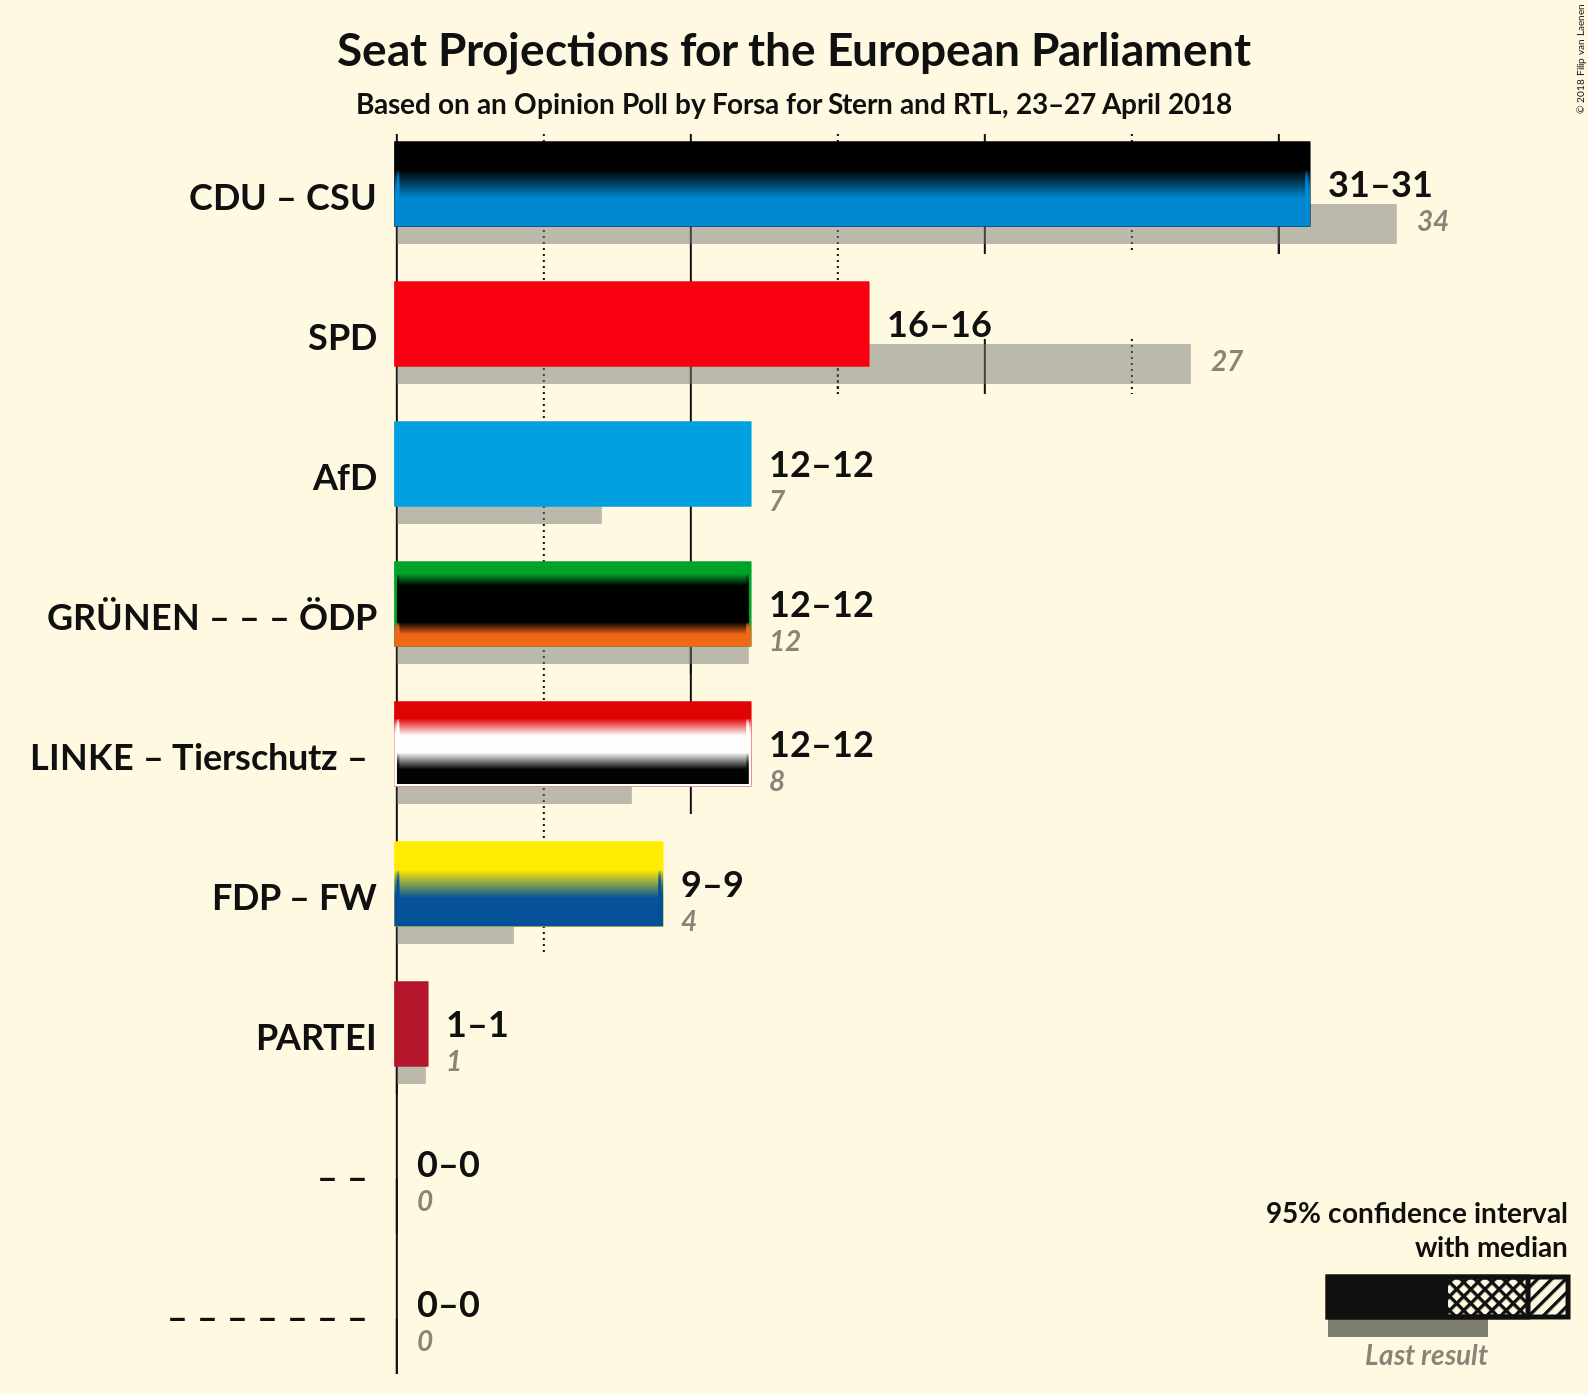 Seat Projections for the European Parliament
Based on an Opinion Poll by Forsa for Stern and RTL, 23–27 April 2018
© 2018 Filip van Laenen
CDU – CSU
31–31
34
SPD
16–16
27
AfD
12–12
7
GRÜNEN – – – ÖDP
12–12
12
LINKE – Tierschutz –
12–12
8
FDP – FW
9–9
4
PARTEI
1–1
1
– –
0–0
0
– – – – – – –
0–0
0
95% confidence interval
with median
Last result